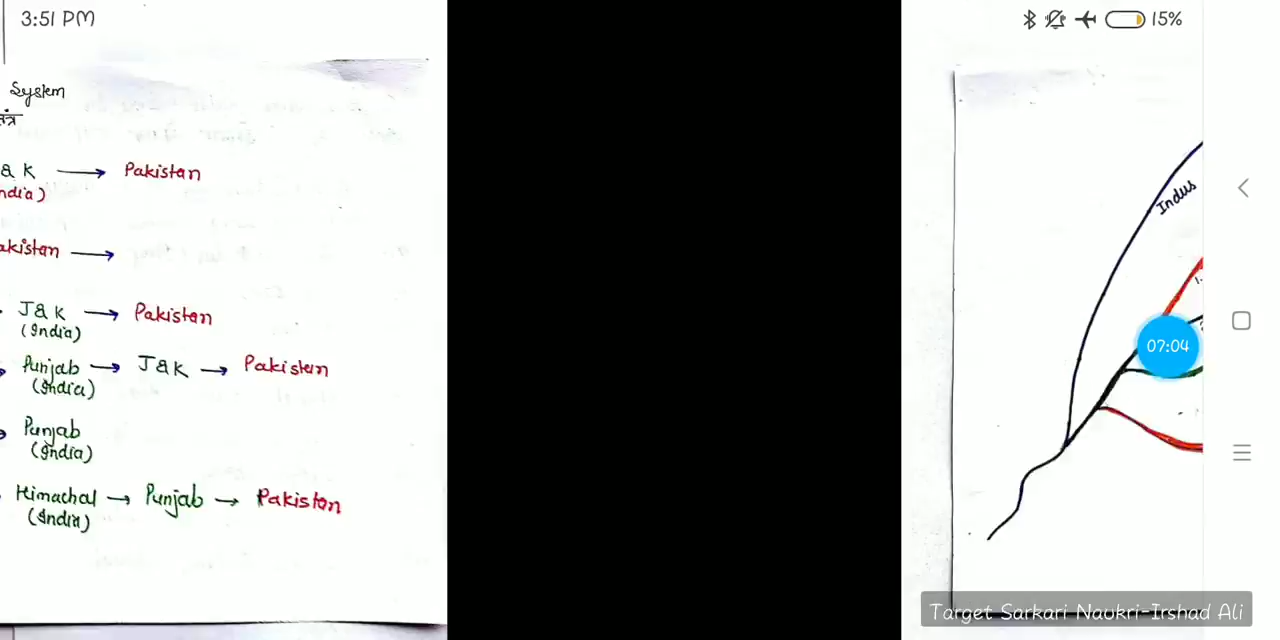 3:51 PM
15%
System
तंत्र
& K → Pakistan
ndia)
akistan →
J & K → Pakistan
(India)
Punjab → J & K → Pakistan
(India)
Punjab
(India)
Himachal → Punjab → Pakistan
(India)
Indus
07:04
Target Sarkari Naukri-Irshad Ali